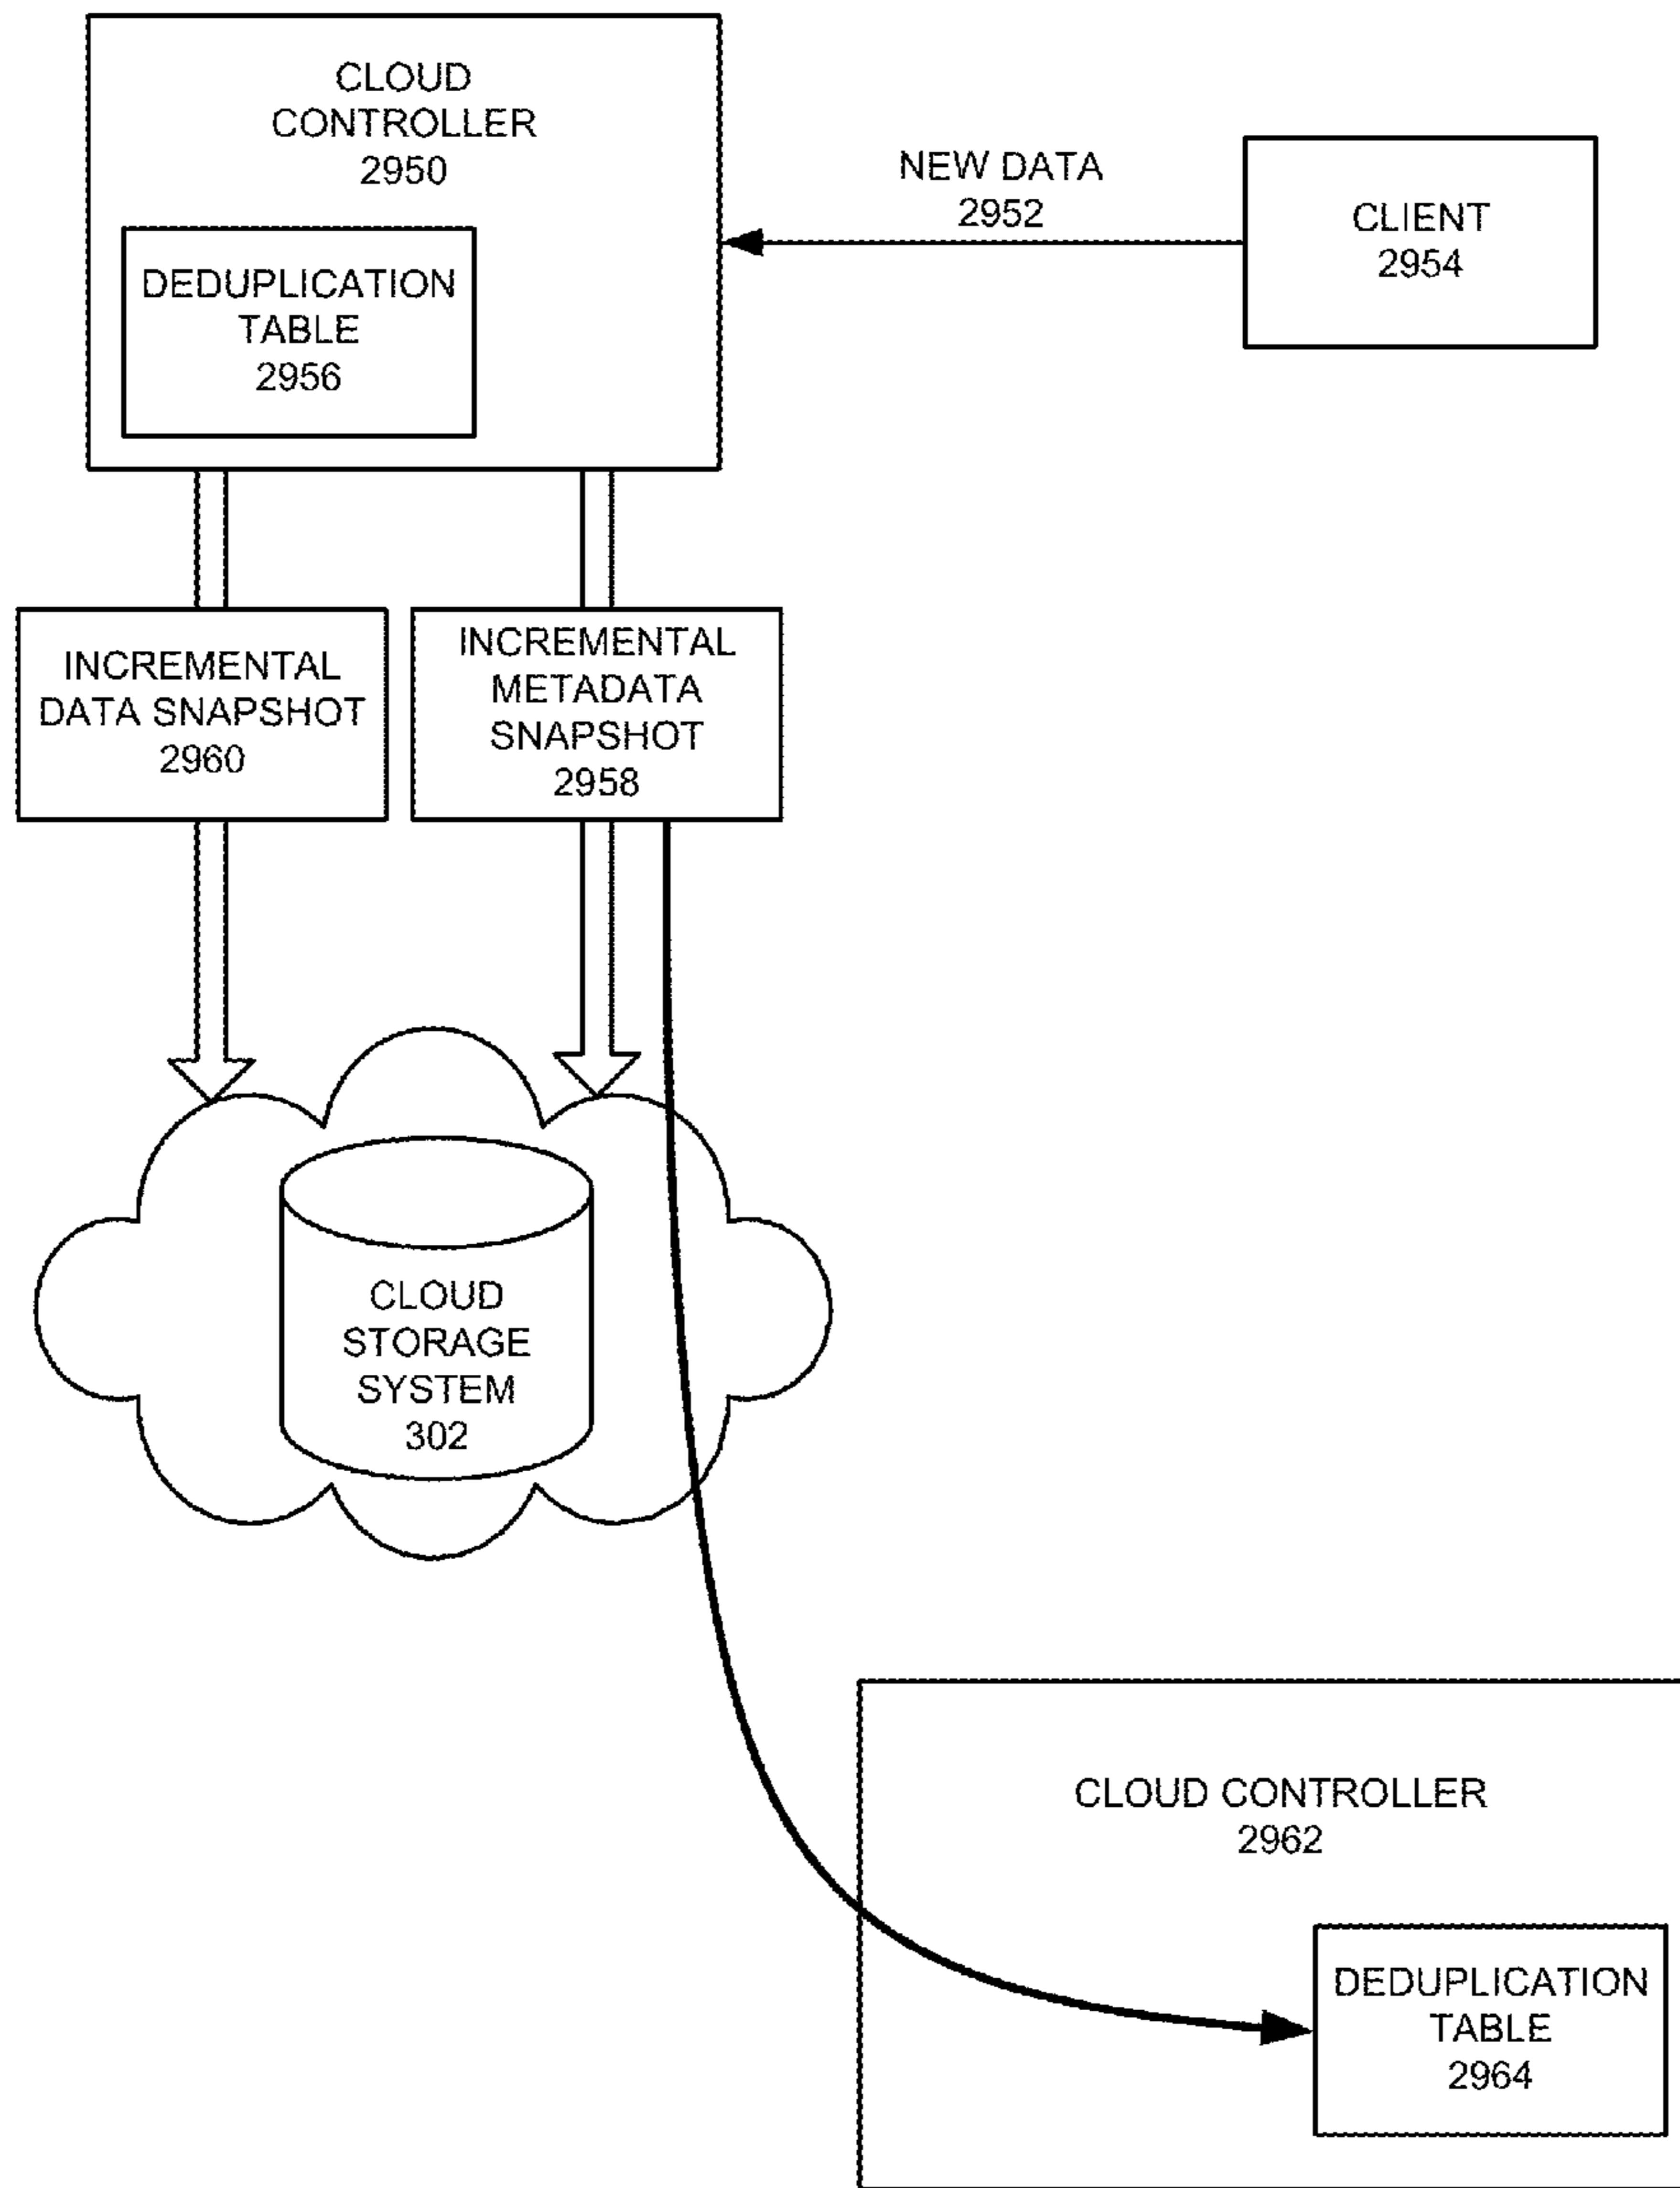 CLOUD
CONTROLLER
2950
NEW DATA
2952
CLIENT
2954
DEDUPLICATION
TABLE
2956
INCREMENTAL
DATA SNAPSHOT
2960
INCREMENTAL
METADATA
SNAPSHOT
2958
CLOUD
STORAGE
SYSTEM
302
CLOUD CONTROLLER
2962
DEDUPLICATION
TABLE
2964